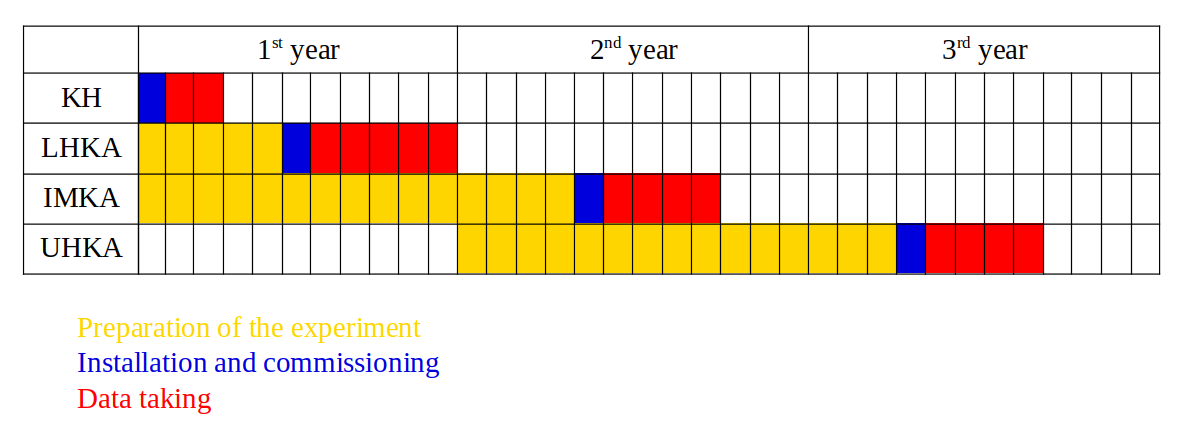 1st year 2nd year 3rd year
KH
LHKA
IMKA
UHKA
Preparation of the experiment
Installation and commissioning
Data taking